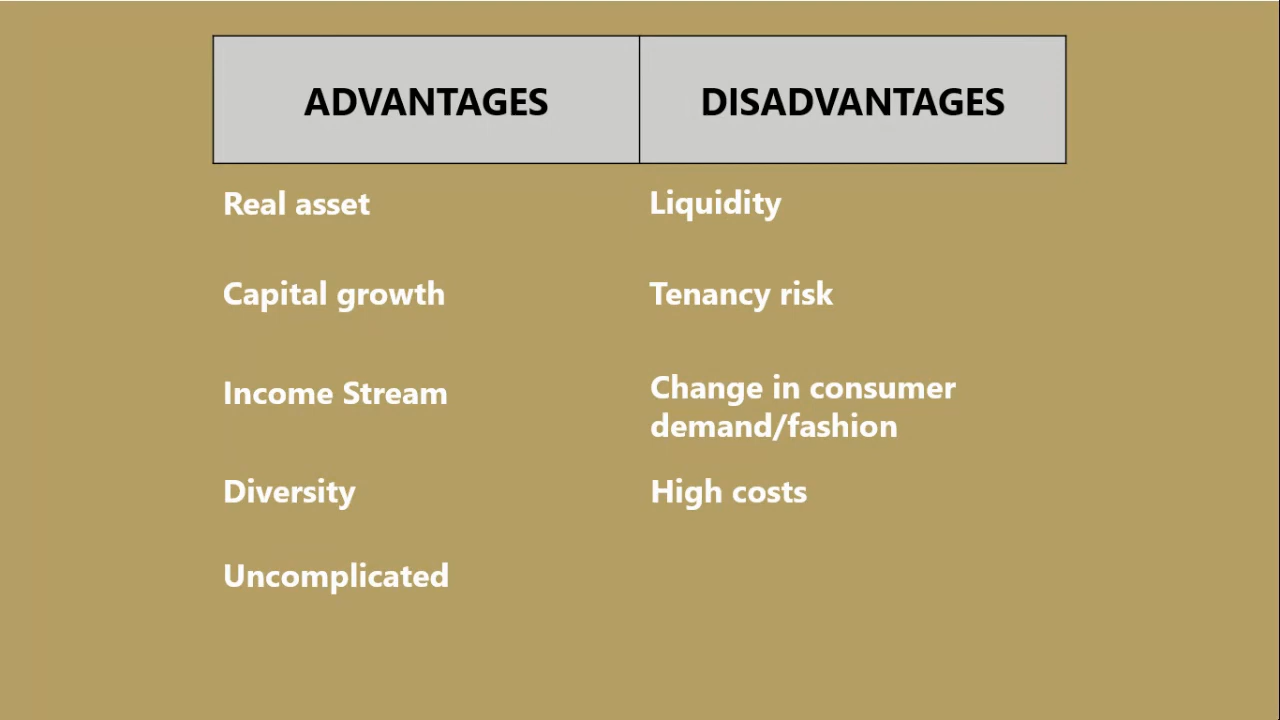 ADVANTAGES DISADVANTAGES
Real asset Liquidity
Capital growth Tenancy risk
Income Stream Change in consumer
demand/fashion
Diversity High costs
Uncomplicated